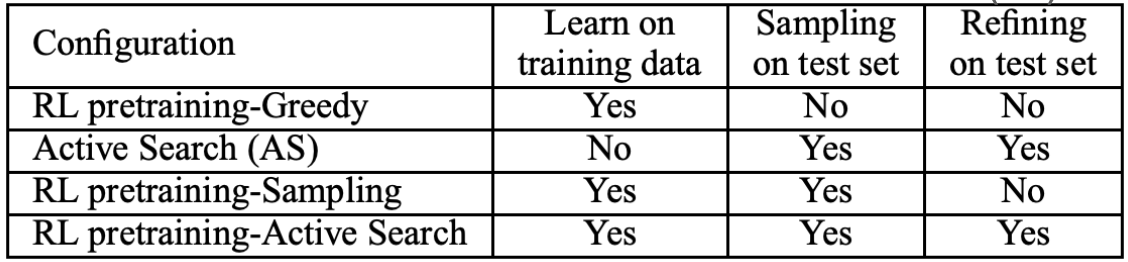 Configuration Learn on training data Sampling on test set Refining on test set
RL pretraining-Greedy Yes No No
Active Search (AS) No Yes Yes
RL pretraining-Sampling Yes Yes No
RL pretraining-Active Search Yes Yes Yes